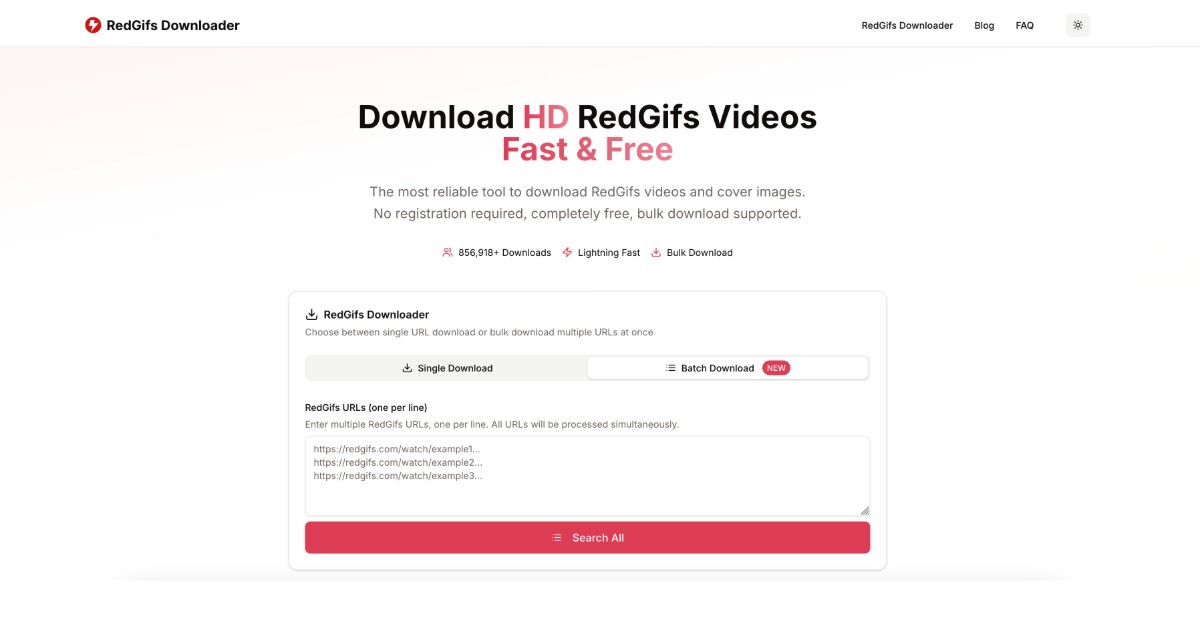 RedGifs Downloader
RedGifs Downloader Blog FAQ
Download HD RedGifs Videos
Fast & Free
The most reliable tool to download RedGifs videos and cover images.
No registration required, completely free, bulk download supported.
856,918+ Downloads Lightning Fast Bulk Download
RedGifs Downloader
Choose between single URL download or bulk download multiple URLs at once
Single Download
Batch Download NEW
RedGifs URLs (one per line)
Enter multiple RedGifs URLs, one per line. All URLs will be processed simultaneously.
https://redgifs.com/watch/example1...
https://redgifs.com/watch/example2...
https://redgifs.com/watch/example3...
Search All